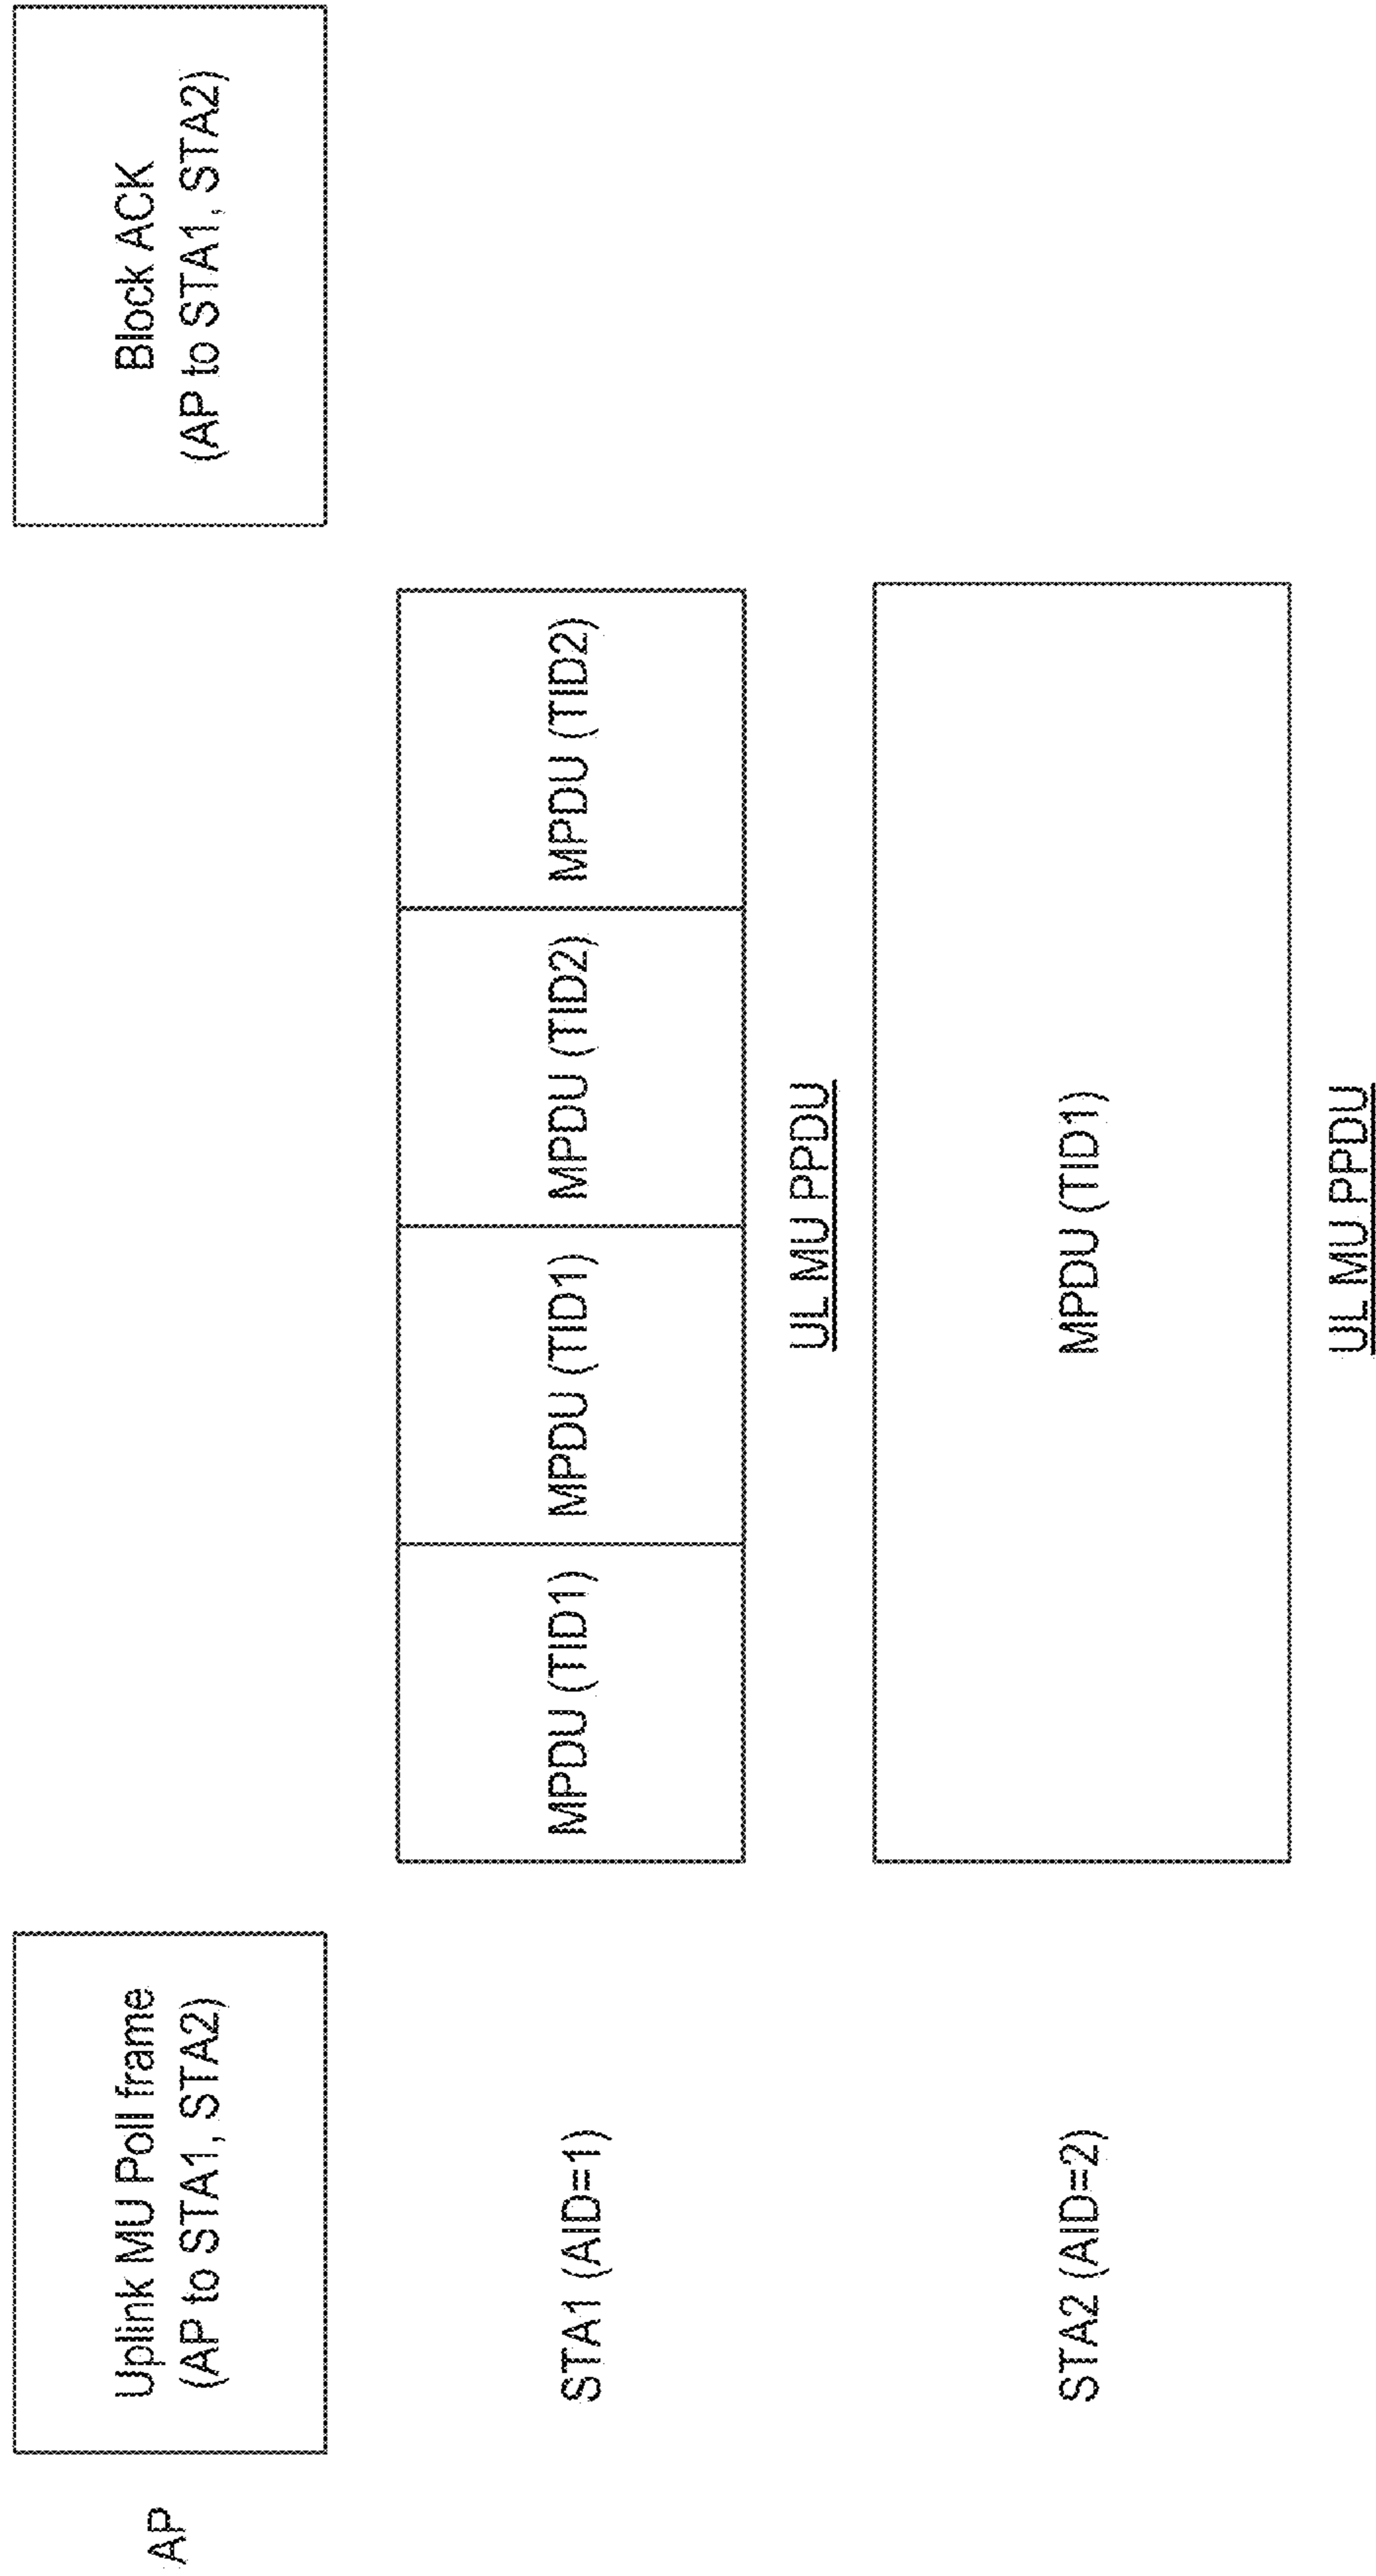 AP
Uplink MU Poll frame
(AP to STA1, STA2)
Block ACK
(AP to STA1, STA2)
STA1 (AID=1)
MPDU (TID1)
MPDU (TID1)
MPDU (TID2)
MPDU (TID2)
UL MU PPDU
STA2 (AID=2)
MPDU (TID1)
UL MU PPDU